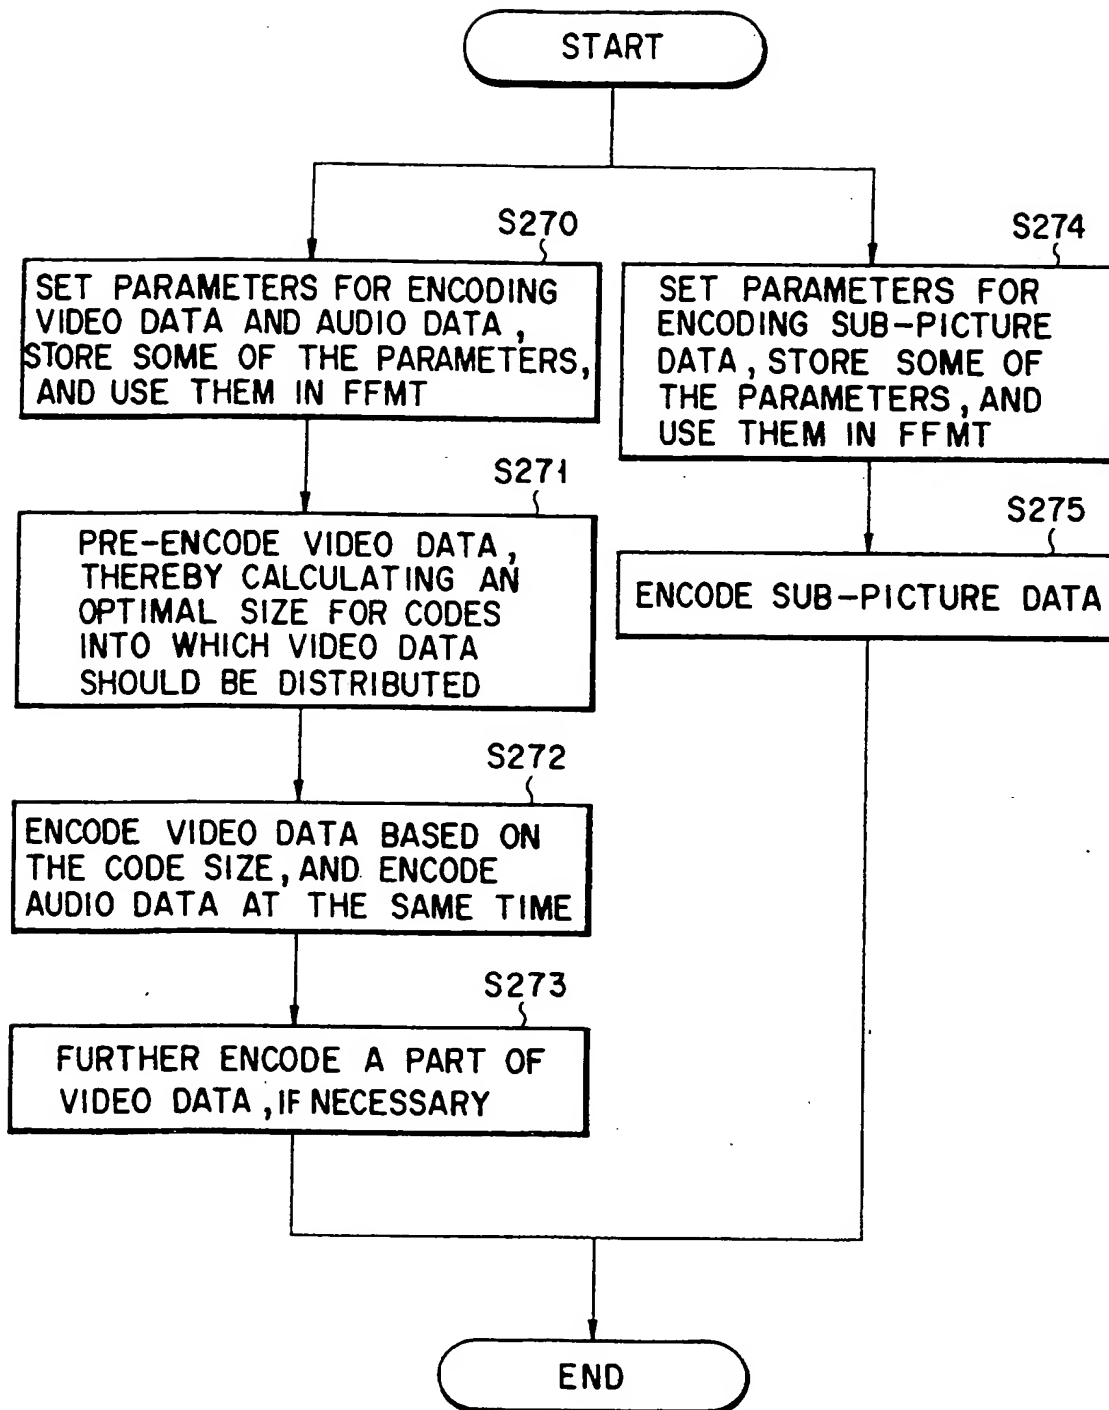 START
S270
SET PARAMETERS FOR ENCODING
VIDEO DATA AND AUDIO DATA,
STORE SOME OF THE PARAMETERS,
AND USE THEM IN FFMT
S271
PRE-ENCODE VIDEO DATA,
THEREBY CALCULATING AN
OPTIMAL SIZE FOR CODES
INTO WHICH VIDEO DATA
SHOULD BE DISTRIBUTED
S272
ENCODE VIDEO DATA BASED ON
THE CODE SIZE, AND ENCODE
AUDIO DATA AT THE SAME TIME
S273
FURTHER ENCODE A PART OF
VIDEO DATA, IF NECESSARY
S274
SET PARAMETERS FOR
ENCODING SUB-PICTURE
DATA, STORE SOME OF
THE PARAMETERS, AND
USE THEM IN FFMT
S275
ENCODE SUB-PICTURE DATA
END